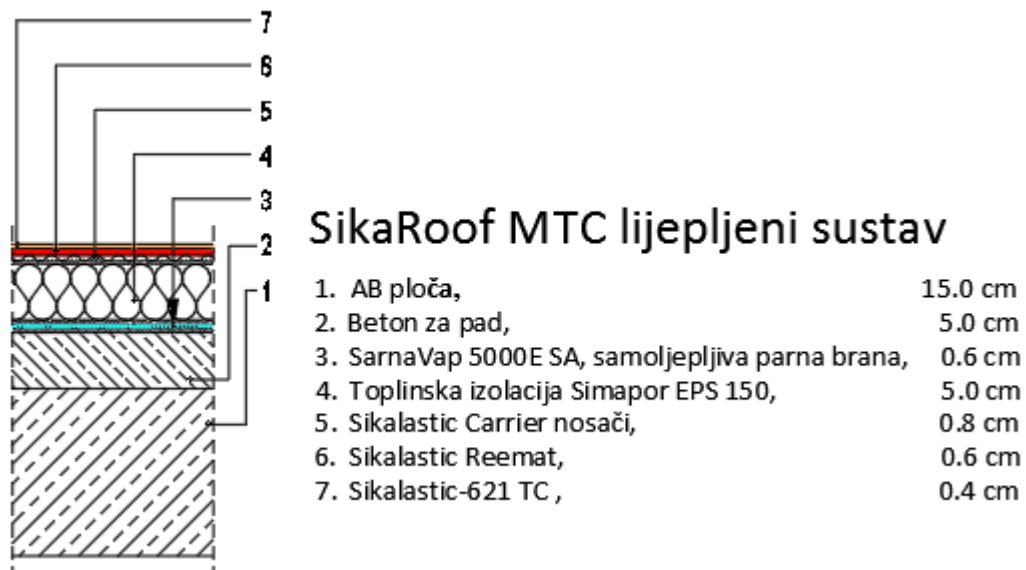 7
6
5
4
3
2
1
SikaRoof MTC lijepljeni sustav
1. AB ploča, 15.0 cm
2. Beton za pad, 5.0 cm
3. SarnaVap 5000E SA, samoljepljiva parna brana, 0.6 cm
4. Toplinska izolacija Simapor EPS 150, 5.0 cm
5. Sikalastic Carrier nosači, 0.8 cm
6. Sikalastic Reemat, 0.6 cm
7. Sikalastic-621 TC , 0.4 cm